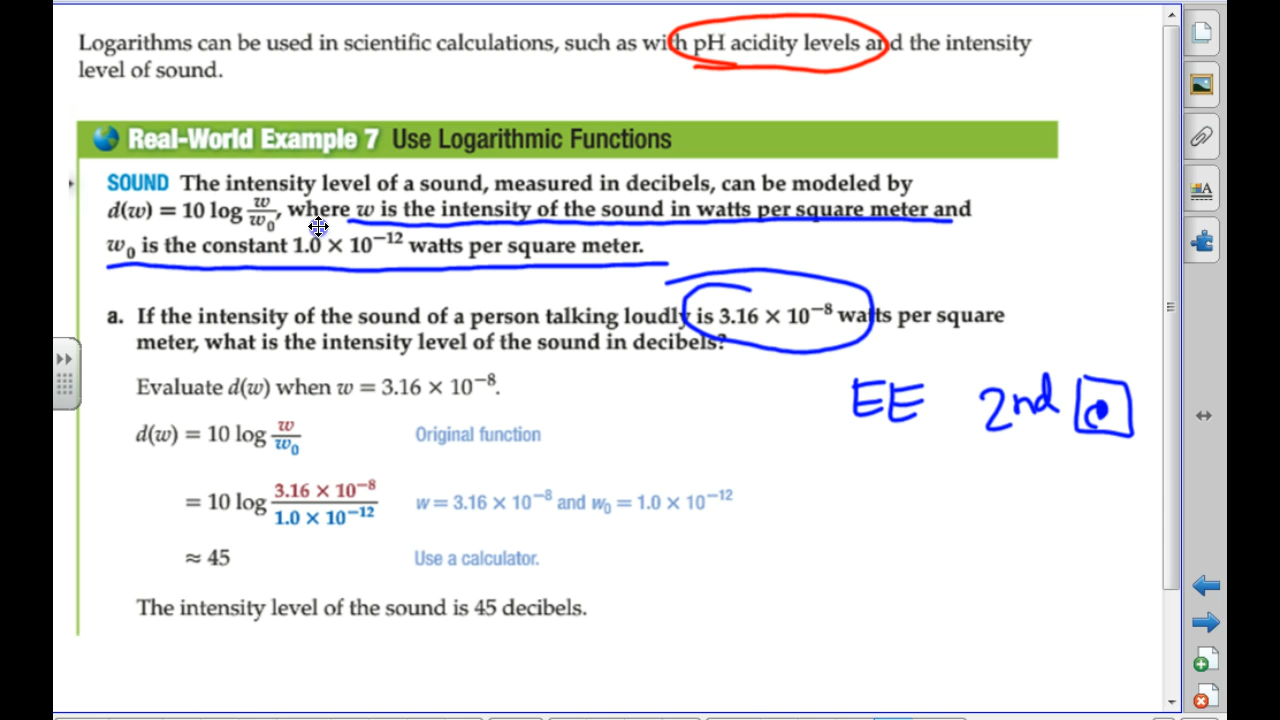 Logarithms can be used in scientific calculations, such as with pH acidity levels and the intensity
level of sound.
Real-World Example 7 Use Logarithmic Functions
SOUND The intensity level of a sound, measured in decibels, can be modeled by
d(w) = 10 log w/w₀, where w is the intensity of the sound in watts per square meter and
w₀ is the constant 1.0 × 10⁻¹² watts per square meter.
a. If the intensity of the sound of a person talking loudly is 3.16 × 10⁻⁸ watts per square
meter, what is the intensity level of the sound in decibels?
Evaluate d(w) when w = 3.16 × 10⁻⁸.
EE 2nd
d(w) = 10 log w/w₀ Original function
= 10 log 3.16 × 10⁻⁸/1.0 × 10⁻¹² w = 3.16 × 10⁻⁸ and w₀ = 1.0 × 10⁻¹²
≈ 45 Use a calculator.
The intensity level of the sound is 45 decibels.